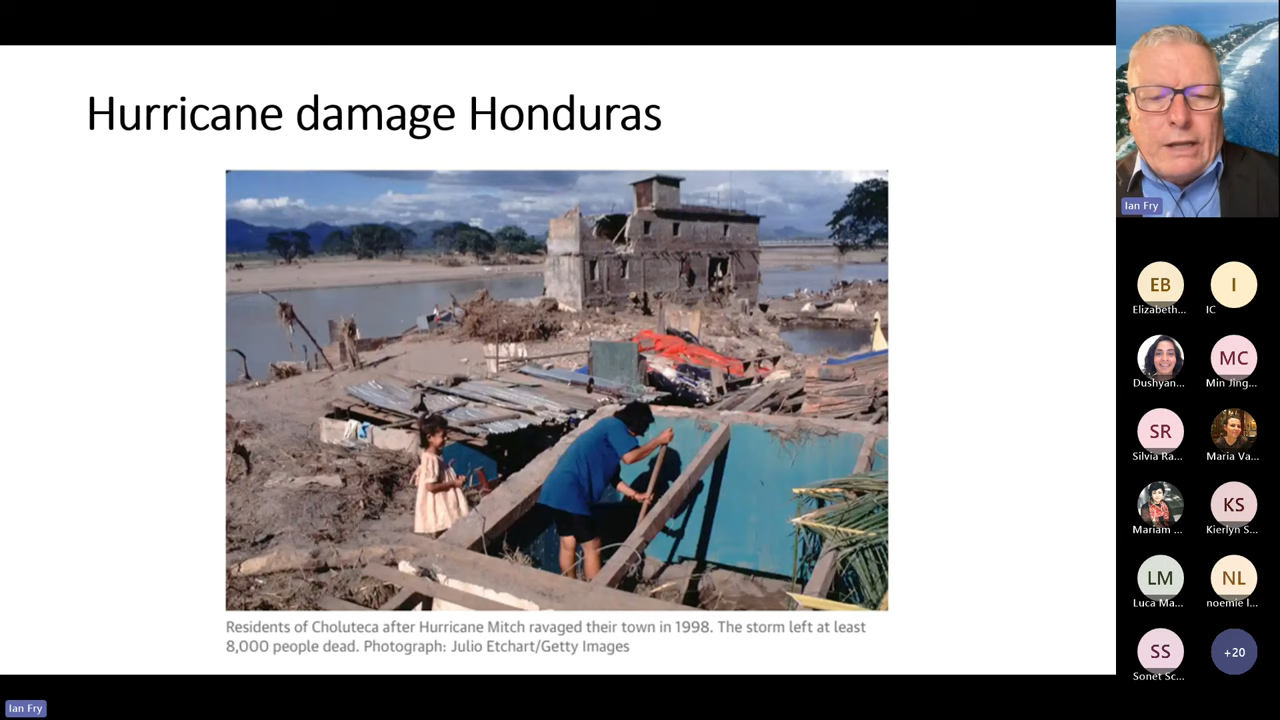 Hurricane damage Honduras
Residents of Choluteca after Hurricane Mitch ravaged their town in 1998. The storm left at least
8,000 people dead. Photograph: Julio Etchart/Getty Images
Ian Fry
EB
I
Elizabeth...
IC
MC
Dushyan...
Min Jing...
SR
Silvia Ra...
Maria Va...
KS
Mariam ...
Kierlyn S...
LM
NL
Luca Ma...
noemie l...
SS
+20
Sonet Sc...
Ian Fry